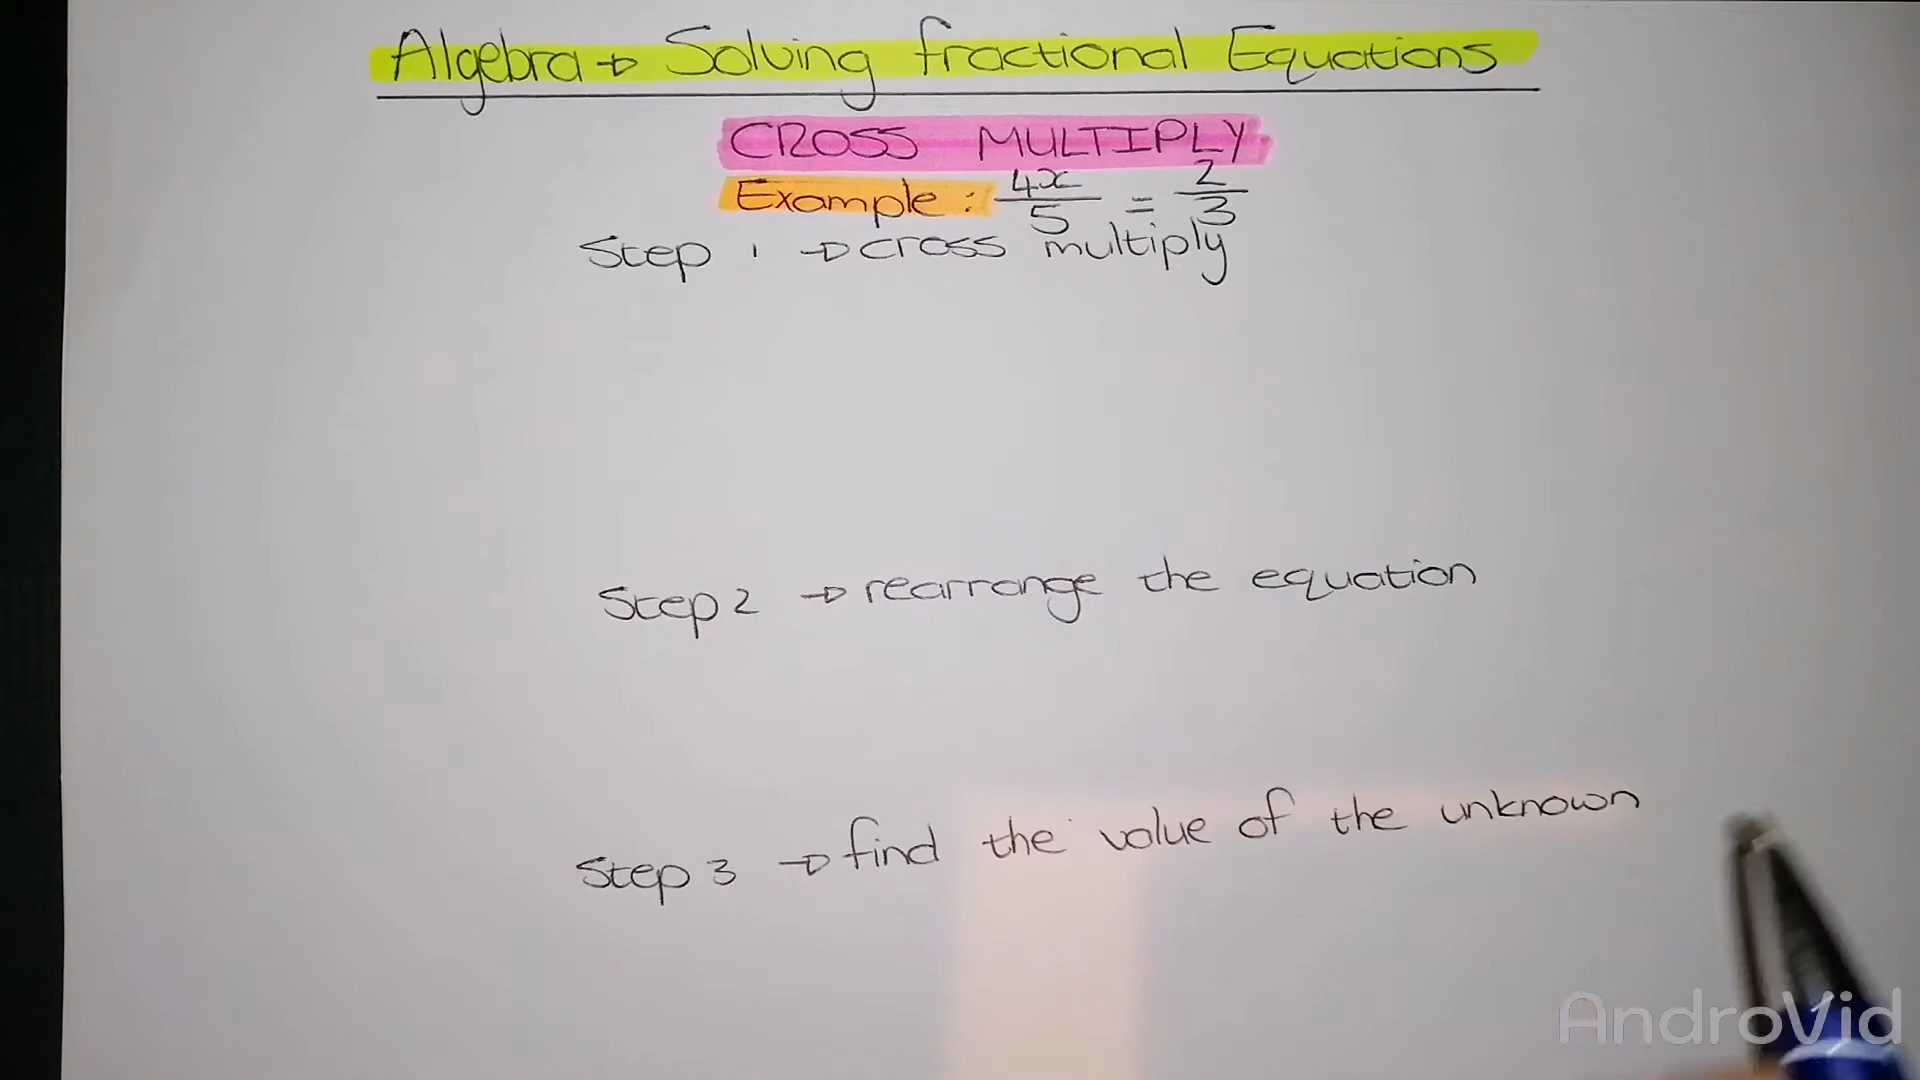 Algebra → Solving fractional Equations
CROSS MULTIPLY
Example: 4x/5 = 2/3
Step 1 → cross multiply
Step 2 → rearrange the equation
Step 3 → find the value of the unknown
AndroVid